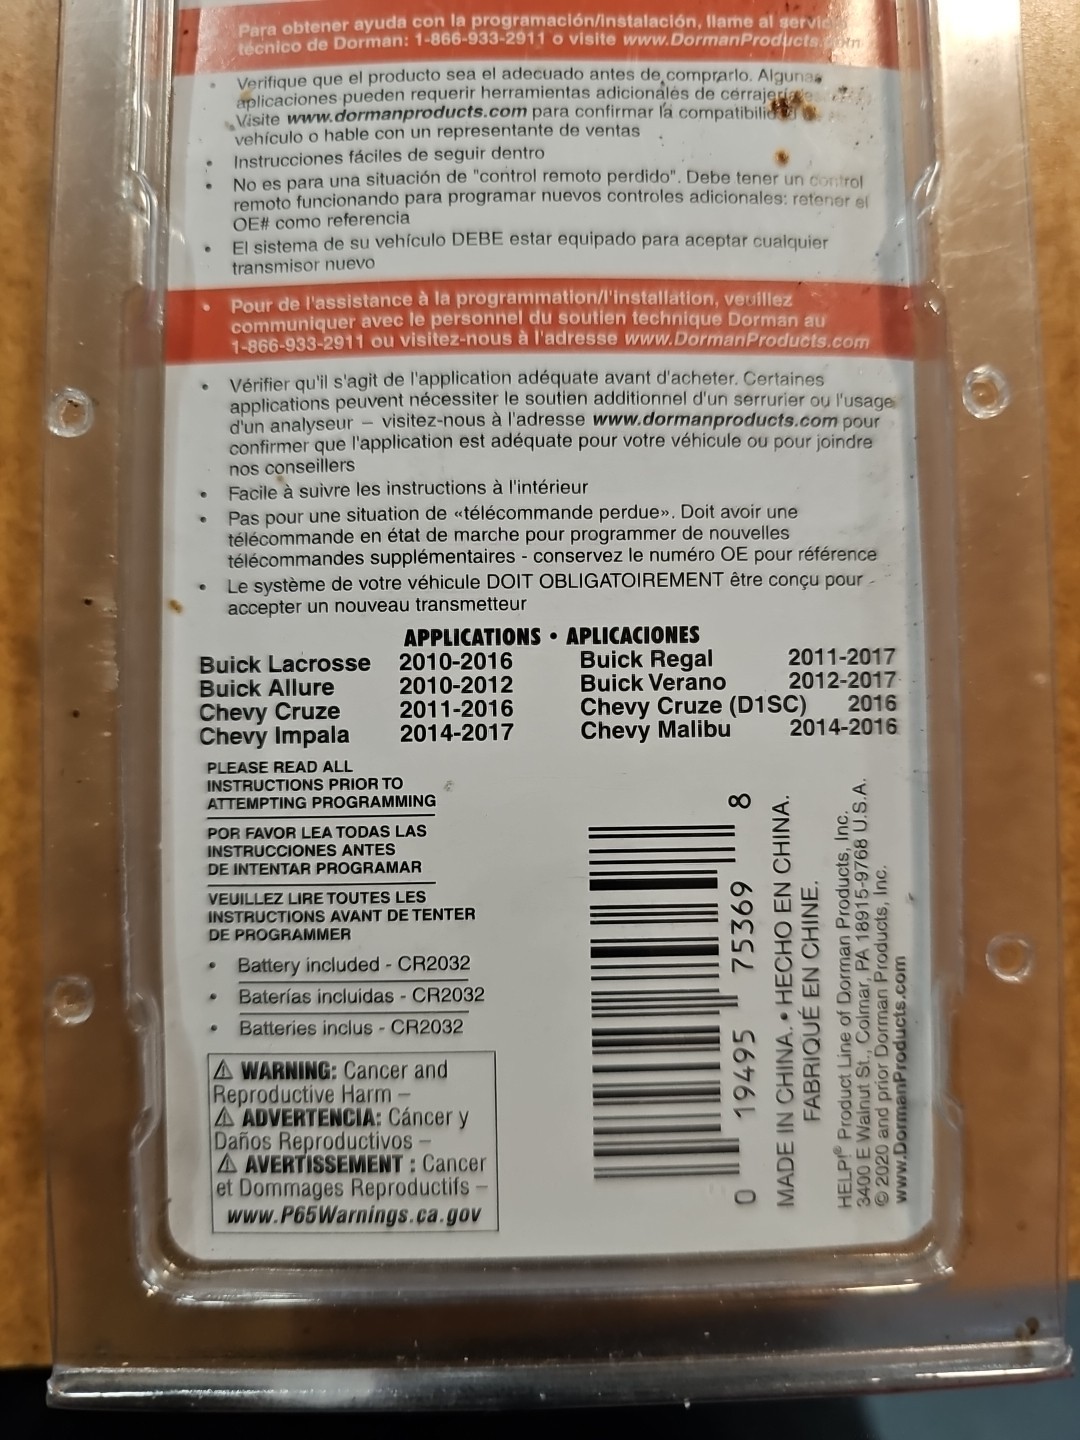 Para obtener ayuda con la programación/instalación, llame al servicio
técnico de Dorman: 1-866-933-2911 o visite www.DormanProducts.com
• Verifique que el producto sea el adecuado antes de comprarlo. Algunas
aplicaciones pueden requerir herramientas adicionales de cerrajería
Visite www.dormanproducts.com para confirmar la
vehículo o hable con un representante de ventas
• Instrucciones fáciles de seguir dentro
• No es para una situación de "control remoto perdido". Debe tener un control
remoto funcionando para programar nuevos controles adicionales: retener el
OE# como referencia
• El sistema de su vehículo DEBE estar equipado para aceptar cualquier
transmisor nuevo
• Pour de l'assistance à la programmation/l'installation, veuillez
communiquer avec le personnel du soutien technique Dorman au
1-866-933-2911 ou visitez-nous à l'adresse www.DormanProducts.com
• Vérifier qu'il s'agit de l'application adéquate avant d'acheter. Certaines
applications peuvent nécessiter le soutien additionnel d'un serrurier ou l'usage
d'un analyseur – visitez-nous à l'adresse www.dormanproducts.com pour
confirmer que l'application est adéquate pour votre véhicule ou pour joindre
nos conseillers
• Facile à suivre les instructions à l'intérieur
• Pas pour une situation de «télécommande perdue». Doit avoir une
télécommande en état de marche pour programmer de nouvelles
télécommandes supplémentaires - conservez le numéro OE pour référence
• Le système de votre véhicule DOIT OBLIGATOIREMENT être conçu pour
accepter un nouveau transmetteur
APPLICATIONS • APLICACIONES
Buick Lacrosse 2010-2016 Buick Regal 2011-2017
Buick Allure 2010-2012 Buick Verano 2012-2017
Chevy Cruze 2011-2016 Chevy Cruze (D1SC) 2016
Chevy Impala 2014-2017 Chevy Malibu 2014-2016
PLEASE READ ALL
INSTRUCTIONS PRIOR TO
ATTEMPTING PROGRAMMING
POR FAVOR LEA TODAS LAS
INSTRUCCIONES ANTES
DE INTENTAR PROGRAMAR
VEUILLEZ LIRE TOUTES LES
INSTRUCTIONS AVANT DE TENTER
DE PROGRAMMER
• Battery included - CR2032
• Baterías incluidas - CR2032
• Batteries inclus - CR2032
⚠ WARNING: Cancer and
Reproductive Harm –
⚠ ADVERTENCIA: Cáncer y
Daños Reproductivos –
⚠ AVERTISSEMENT : Cancer
et Dommages Reproductifs –
www.P65Warnings.ca.gov
0 19495 75369 8
MADE IN CHINA. • HECHO EN CHINA.
FABRIQUÉ EN CHINE.
HELP!® Product Line of Dorman Products, Inc.
3400 E Walnut St., Colmar, PA 18915-9768 U.S.A.
© 2020 and prior Dorman Products, Inc.
www.DormanProducts.com